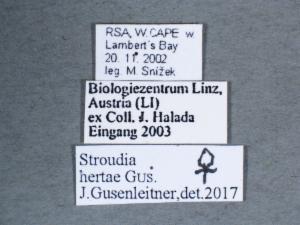 RSA, W.CAPE w
Lambert's Bay
20. 11. 2002
leg. M. Snížek
Biologiezentrum Linz,
Austria (LI)
ex Coll. J. Halada
Eingang 2003
Stroudia ♀
hertae GUS.
J.Gusenleitner,det.2017